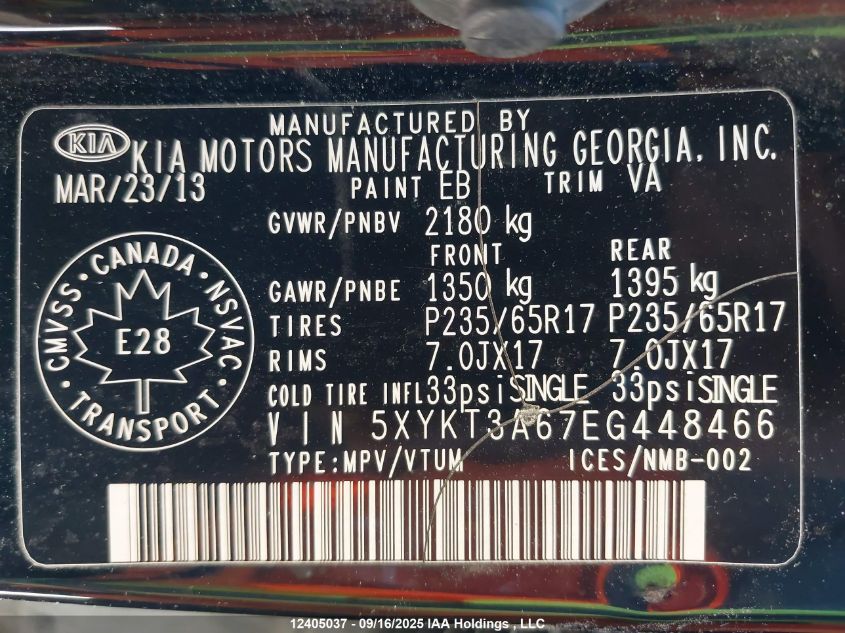 MANUFACTURED BY
KIA KIA MOTORS MANUFACTURING GEORGIA, INC.
MAR/23/13 PAINT EB TRIM VA
GVWR/PNBV 2180 kg
FRONT REAR
GAWR/PNBE 1350 kg 1395 kg
TIRES P235/65R17 P235/65R17
RIMS 7.0JX17 7.0JX17
COLD TIRE INFL 33psi SINGLE 33psi SINGLE
VIN 5XYKT3A67EG448466
TYPE:MPV/VTUM ICES/NMB-002
CMVSS · CANADA · NSVAC · TRANSPORT ·
E28
12405037 - 09/16/2025 IAA Holdings , LLC